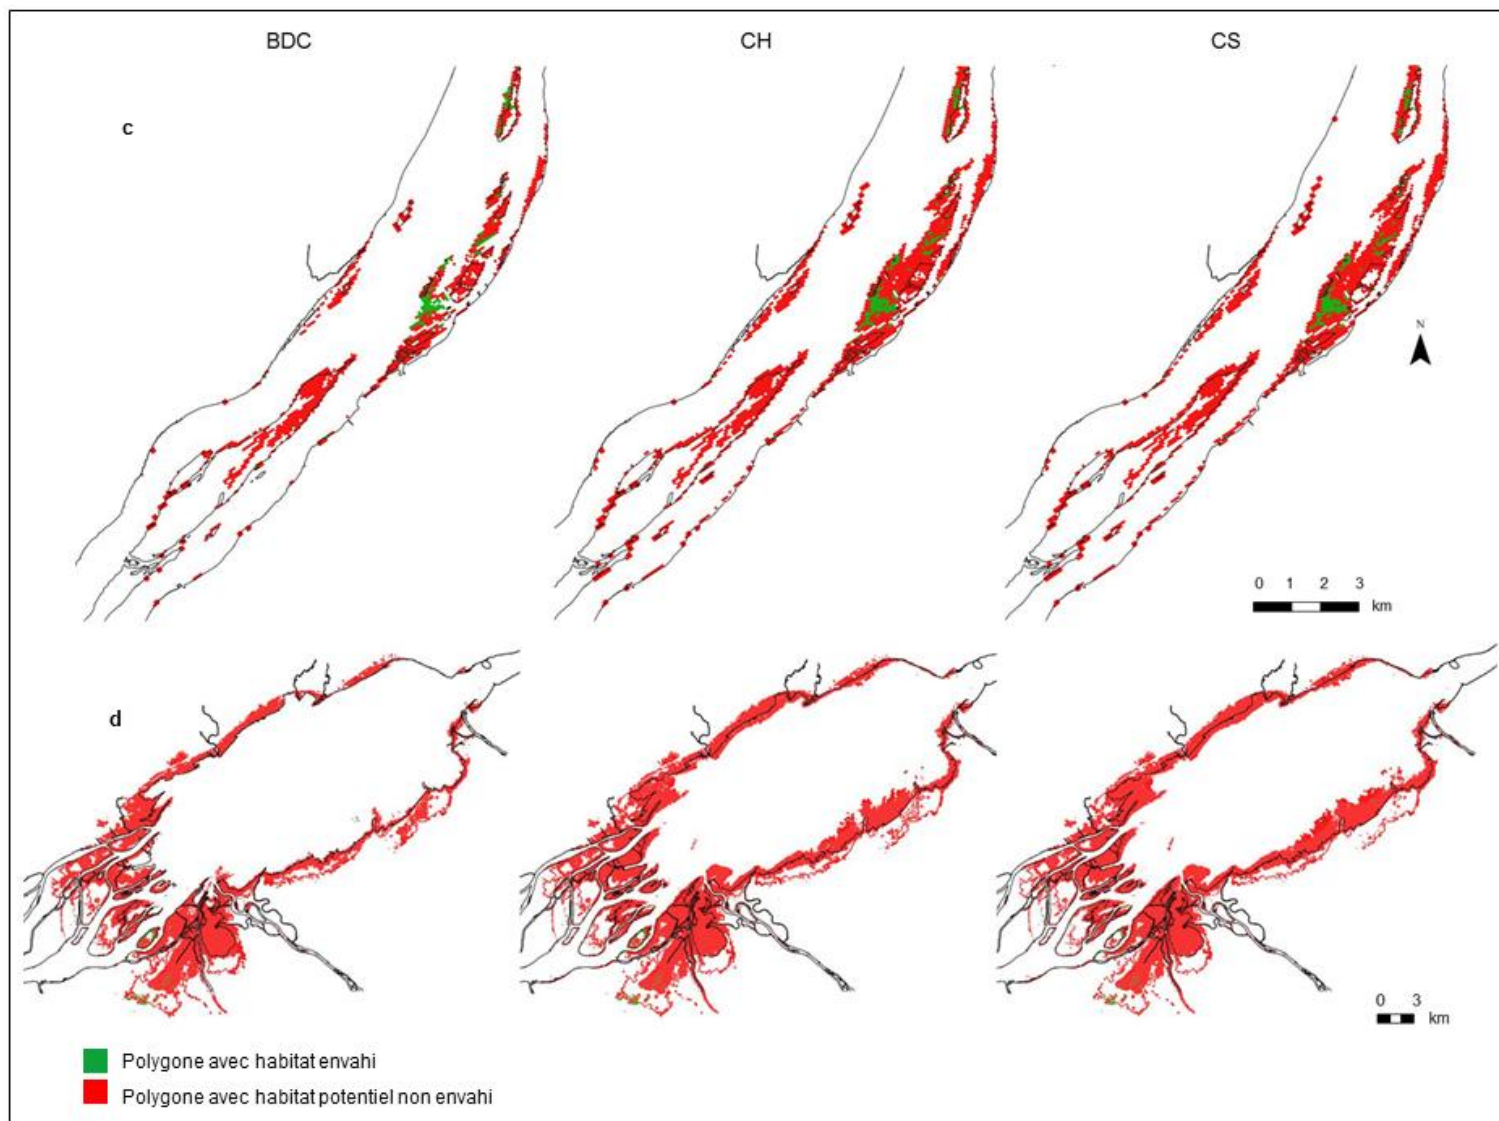 BDC CH CS
c
N
0 1 2 3
km
d
0 3
km
Polygone avec habitat envahi
Polygone avec habitat potentiel non envahi